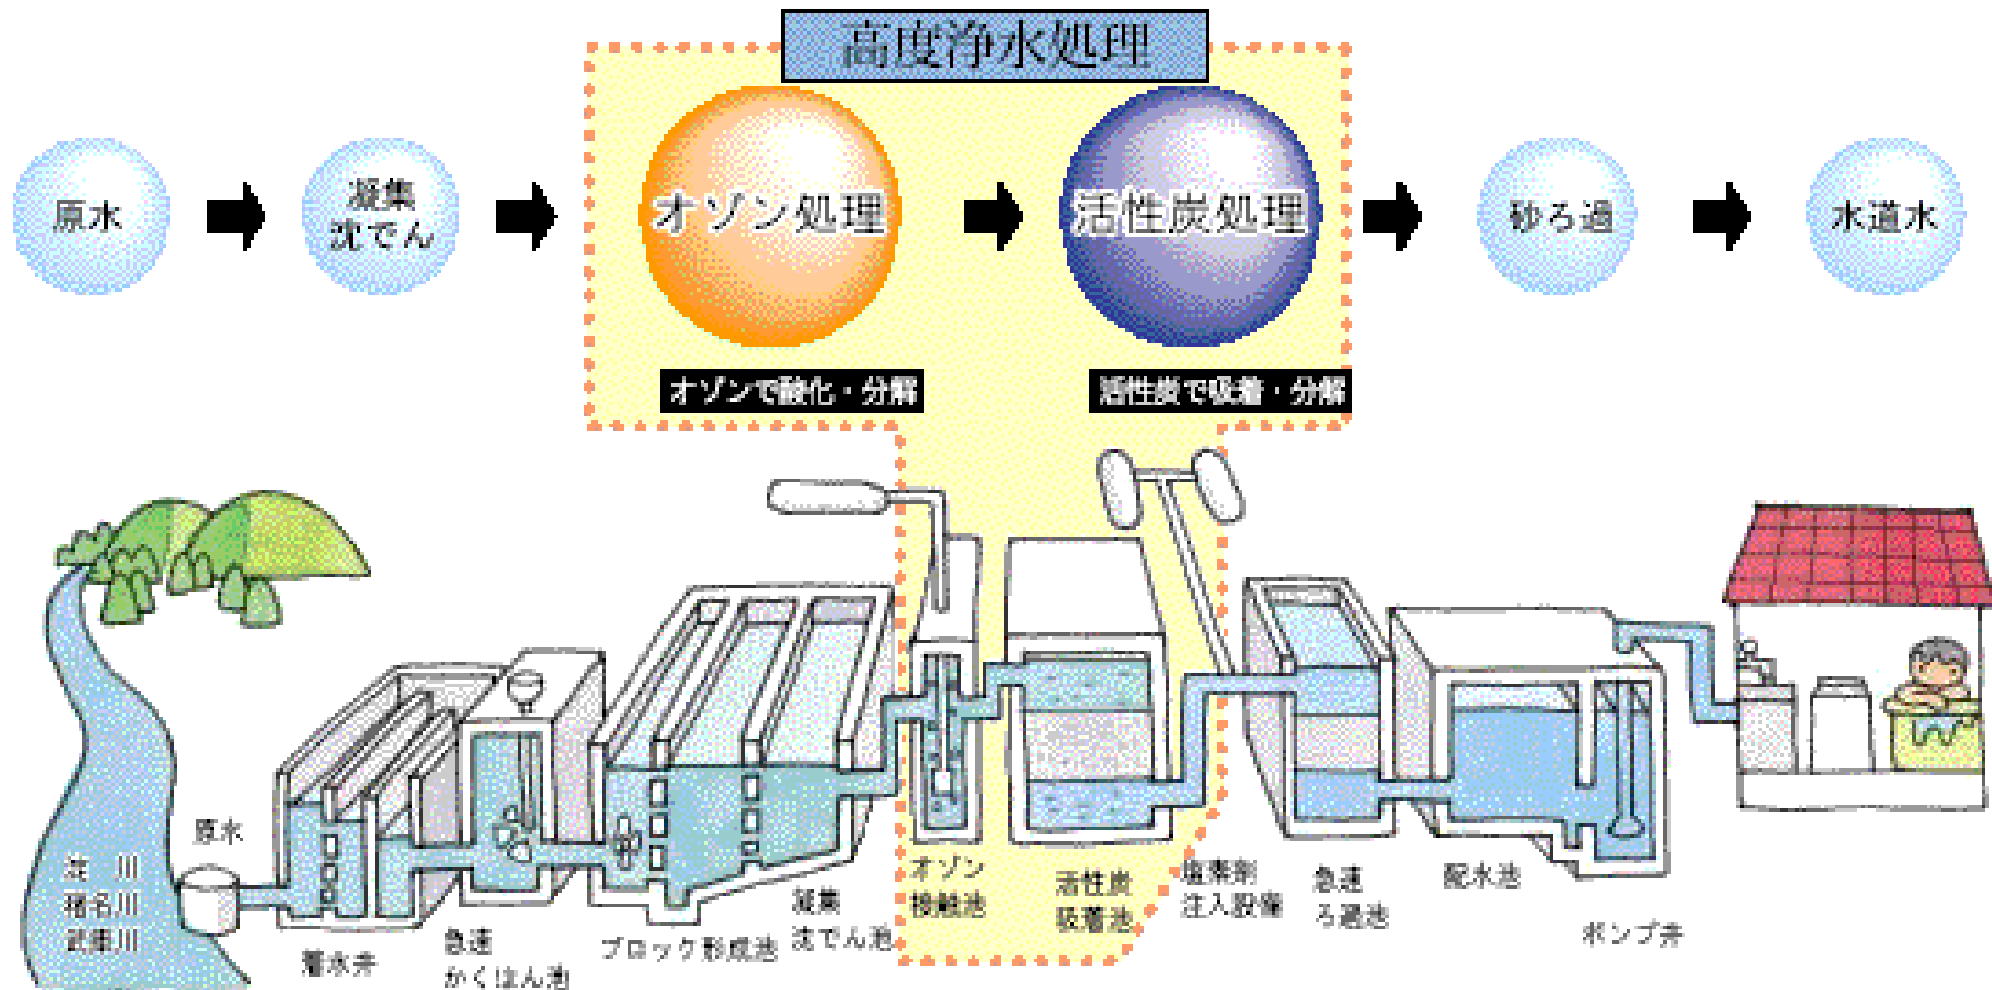 高度浄水処理
原水
凝集
沈でん
オゾン処理
活性炭処理
砂ろ過
水道水
オゾンで酸化・分解
活性炭で吸着・分解
原水
淀 川
猪名川
武庫川
着水井
急速
かくはん池
フロック形成池
凝集
沈でん池
オゾン
接触池
活性炭
吸着池
塩素剤
注入設備
急速
ろ過池
配水池
ポンプ井